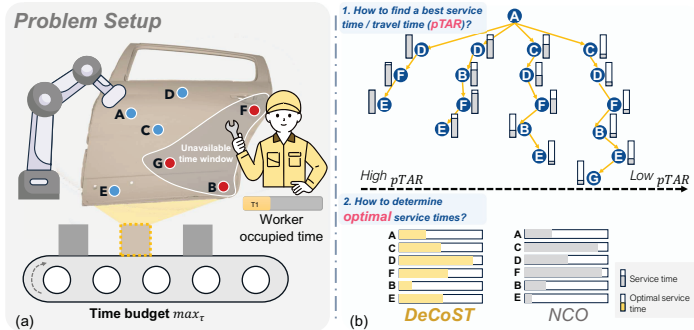 Problem Setup
D
A
C
F
Unavailable
time window
G
E
B
T1
Worker
occupied time
(a)
Time budget max_τ
1. How to find a best service
time / travel time (pTAR)?
A
D
D
C
C
F
B
D
D
E
F
F
F
E
B
B
E
E
G
High pTAR
Low pTAR
2. How to determine
optimal service times?
A
C
D
F
B
E
DeCoST
A
C
D
F
B
E
NCO
Service time
Optimal service
time
(b)